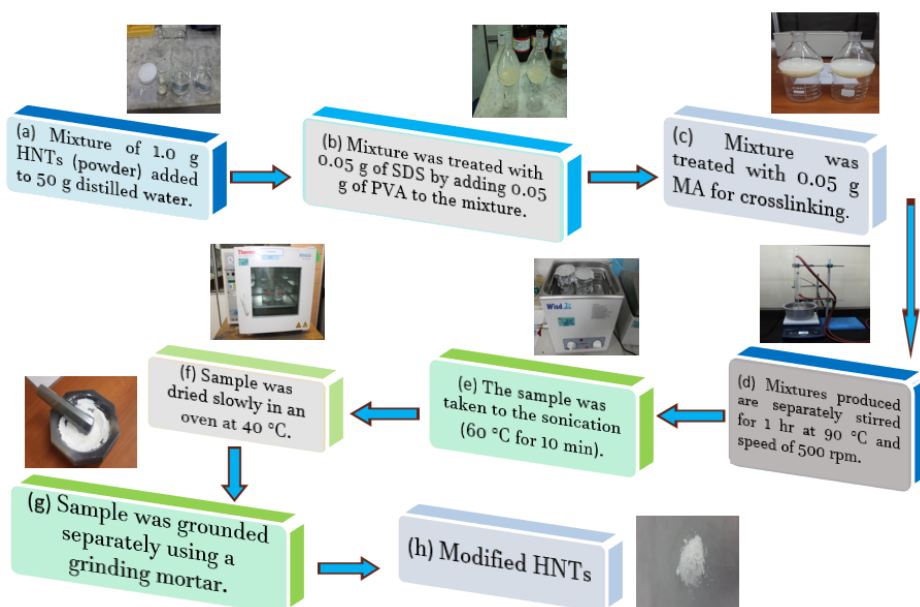 (a) Mixture of 1.0 g
HNTs (powder) added
to 50 g distilled water.
(b) Mixture was treated with
0.05 g of SDS by adding 0.05
g of PVA to the mixture.
(c) Mixture was
treated with 0.05 g
MA for crosslinking.
(d) Mixtures produced
are separately stirred
for 1 hr at 90 °C and
speed of 500 rpm.
(e) The sample was
taken to the sonication
(60 °C for 10 min).
(f) Sample was
dried slowly in an
oven at 40 °C.
(g) Sample was grounded
separately using a
grinding mortar.
(h) Modified HNTs